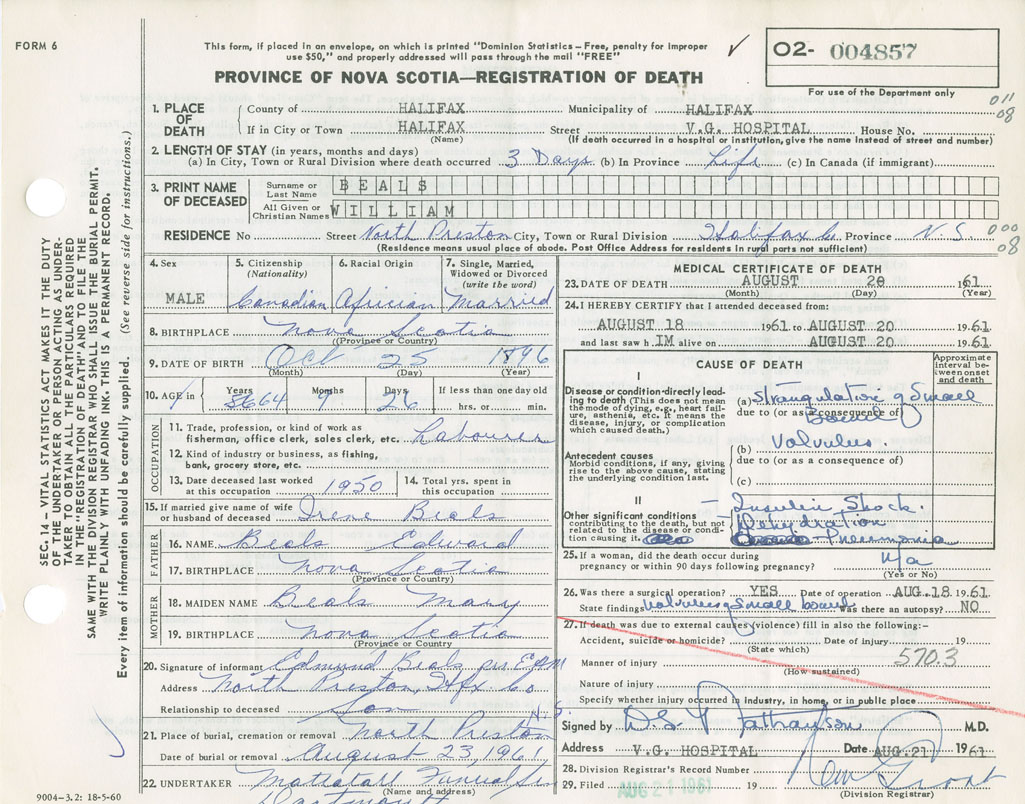 FORM 6
This form, if placed in an envelope, on which is printed "Dominion Statistics – Free, penalty for improper
use $50," and properly addressed will pass through the mail "FREE"
✓
O2- 004857
PROVINCE OF NOVA SCOTIA—REGISTRATION OF DEATH
For use of the Department only
011
08
1. PLACE OF DEATH
County of HALIFAX Municipality of HALIFAX
If in City or Town HALIFAX Street V.G. HOSPITAL House No.
(Name) (If death occurred in a hospital or institution, give the name instead of street and number)
2. LENGTH OF STAY (in years, months and days)
(a) In City, Town or Rural Division where death occurred 3 Days (b) In Province Life (c) In Canada (if immigrant)
3. PRINT NAME OF DECEASED
Surname or Last Name BEALS
All Given or Christian Names WILLIAM
RESIDENCE No Street North Preston City, Town or Rural Division Halifax Co. Province N.S.
000
08
(Residence means usual place of abode. Post Office Address for residents in rural parts not sufficient)
4. Sex
MALE
5. Citizenship (Nationality)
Canadian
6. Racial Origin
African
7. Single, Married, Widowed or Divorced (write the word)
Married
8. BIRTHPLACE Nova Scotia
(Province or Country)
9. DATE OF BIRTH Oct 25 1896
(Month) (Day) (Year)
10. AGE in Years 64 Months 9 Days 26 If less than one day old hrs. or min.
OCCUPATION
11. Trade, profession, or kind of work as fisherman, office clerk, sales clerk, etc. Labourer
12. Kind of industry or business, as fishing, bank, grocery store, etc.
13. Date deceased last worked at this occupation 1950
14. Total yrs. spent in this occupation
15. If married give name of wife or husband of deceased Irene Beals
FATHER
16. NAME Beals Edward
17. BIRTHPLACE Nova Scotia
(Province or Country)
MOTHER
18. MAIDEN NAME Beals Mary
19. BIRTHPLACE Nova Scotia
(Province or Country)
20. Signature of informant Edmund Beals per
Address North Preston, Hfx Co
N.S.
Relationship to deceased Son
21. Place of burial, cremation or removal North Preston
Date of burial or removal August 23, 1961
22. UNDERTAKER Funeral
(Name and address)
Dartmouth
9004-3.2: 18-5-60
MEDICAL CERTIFICATE OF DEATH
23. DATE OF DEATH AUGUST 20 1961
(Month) (Day) (Year)
24. I HEREBY CERTIFY that I attended deceased from:
AUGUST 18 1961 to AUGUST 20 1961
and last saw h IM alive on AUGUST 20 1961
CAUSE OF DEATH
Approximate interval between onset and death
I
Disease or condition directly leading to death (This does not mean the mode of dying, e.g., heart failure, asthenia, etc. It means the disease, injury, or complication which caused death.)
(a) Strangulation of Small Bowel
due to (or as a consequence of)
Antecedent causes
Morbid conditions, if any, giving rise to the above cause, stating the underlying condition last.
(b) Volvulus.
due to (or as a consequence of)
(c)
II
Other significant conditions contributing to the death, but not related to the disease or condition causing it.
– Insulin Shock.
Dehydration
Pneumonia
25. If a woman, did the death occur during pregnancy or within 90 days following pregnancy? n/a
(Yes or No)
26. Was there a surgical operation? YES Date of operation AUG. 18 1961
State findings Volvulus of Small bowel Was there an autopsy? NO
27. If death was due to external causes (violence) fill in also the following:–
Accident, suicide or homicide? Date of injury 19
(State which)
Manner of injury 570.3
(How sustained)
Nature of injury
Specify whether injury occurred in industry, in home, or in public place
Signed by M.D.
Address V.G. HOSPITAL Date AUG. 21 1961
28. Division Registrar's Record Number
29. Filed AUG 21 1961 19
(Division Registrar)
SEC. 14 – VITAL STATISTICS ACT MAKES IT THE DUTY
OF THE UNDERTAKER OR PERSON ACTING AS UNDER-
TAKER TO OBTAIN ALL THE PARTICULARS REQUIRED
IN THE "REGISTRATION OF DEATH" AND TO FILE THE
SAME WITH THE DIVISION REGISTRAR WHO SHALL ISSUE THE BURIAL PERMIT.
WRITE PLAINLY WITH UNFADING INK. THIS IS A PERMANENT RECORD.
Every item of information should be carefully supplied. (See reverse side for instructions.)